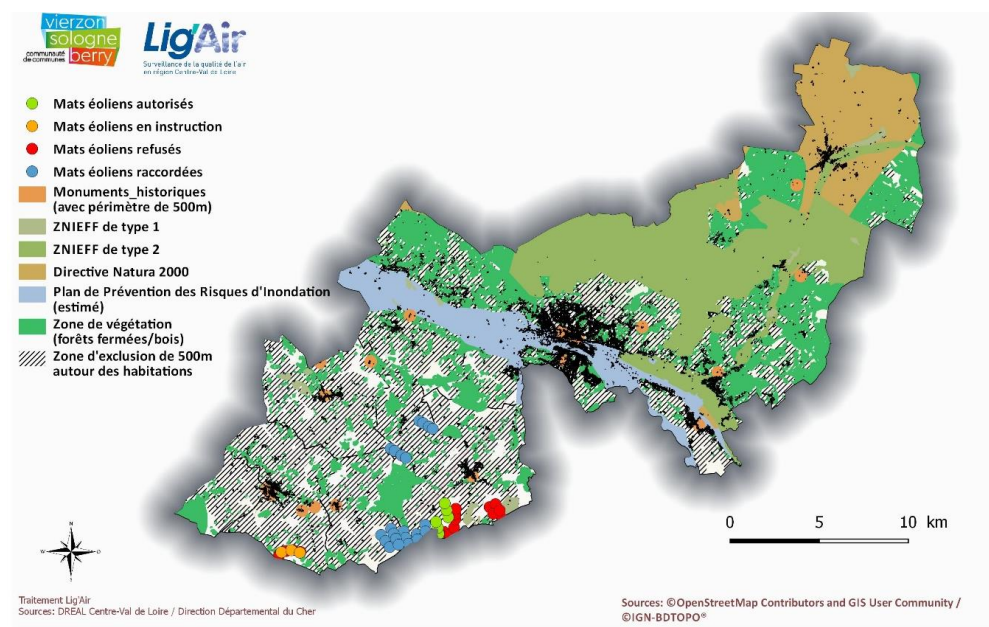 vierzon
sologne
communauté
de communes berry
Lig'Air
Surveillance de la qualité de l'air
en région Centre-Val de Loire
Mats éoliens autorisés
Mats éoliens en instruction
Mats éoliens refusés
Mats éoliens raccordées
Monuments_historiques
(avec périmètre de 500m)
ZNIEFF de type 1
ZNIEFF de type 2
Directive Natura 2000
Plan de Prévention des Risques d'Inondation
(estimé)
Zone de végétation
(forêts fermées/bois)
Zone d'exclusion de 500m
autour des habitations
N
O
S
0 5 10 km
Traitement Lig'Air
Sources: DREAL Centre-Val de Loire / Direction Départemental du Cher
Sources: ©OpenStreetMap Contributors and GIS User Community /
©IGN-BDTOPO®